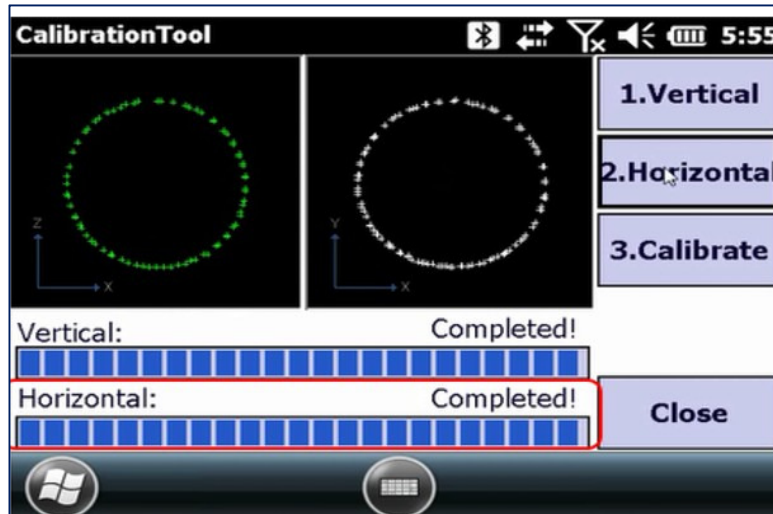 CalibrationTool 5:55
Z
X
Y
X
1.Vertical
2.Horizontal
3.Calibrate
Vertical: Completed!
Horizontal: Completed!
Close